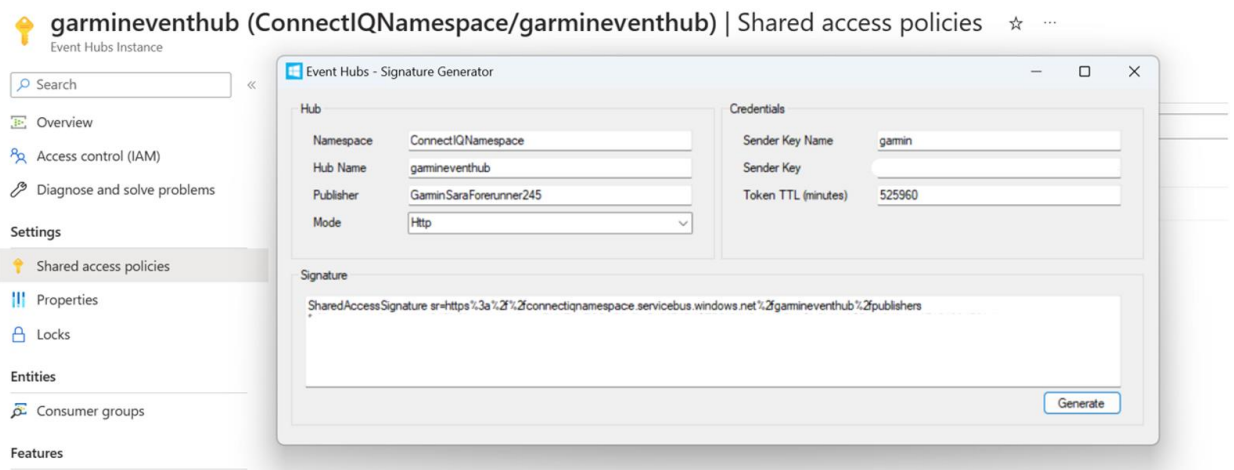 garmineventhub (ConnectIQNamespace/garmineventhub) | Shared access policies
Event Hubs Instance
Search
Overview
Access control (IAM)
Diagnose and solve problems
Settings
Shared access policies
Properties
Locks
Entities
Consumer groups
Features
Event Hubs - Signature Generator
Hub
Namespace ConnectIQNamespace
Hub Name garmineventhub
Publisher GarminSaraForerunner245
Mode Http
Credentials
Sender Key Name garmin
Sender Key
Token TTL (minutes) 525960
Signature
SharedAccessSignature sr=https%3a%2f%2fconnectiqnamespace.servicebus.windows.net%2fgarmineventhub%2fpublishers
Generate